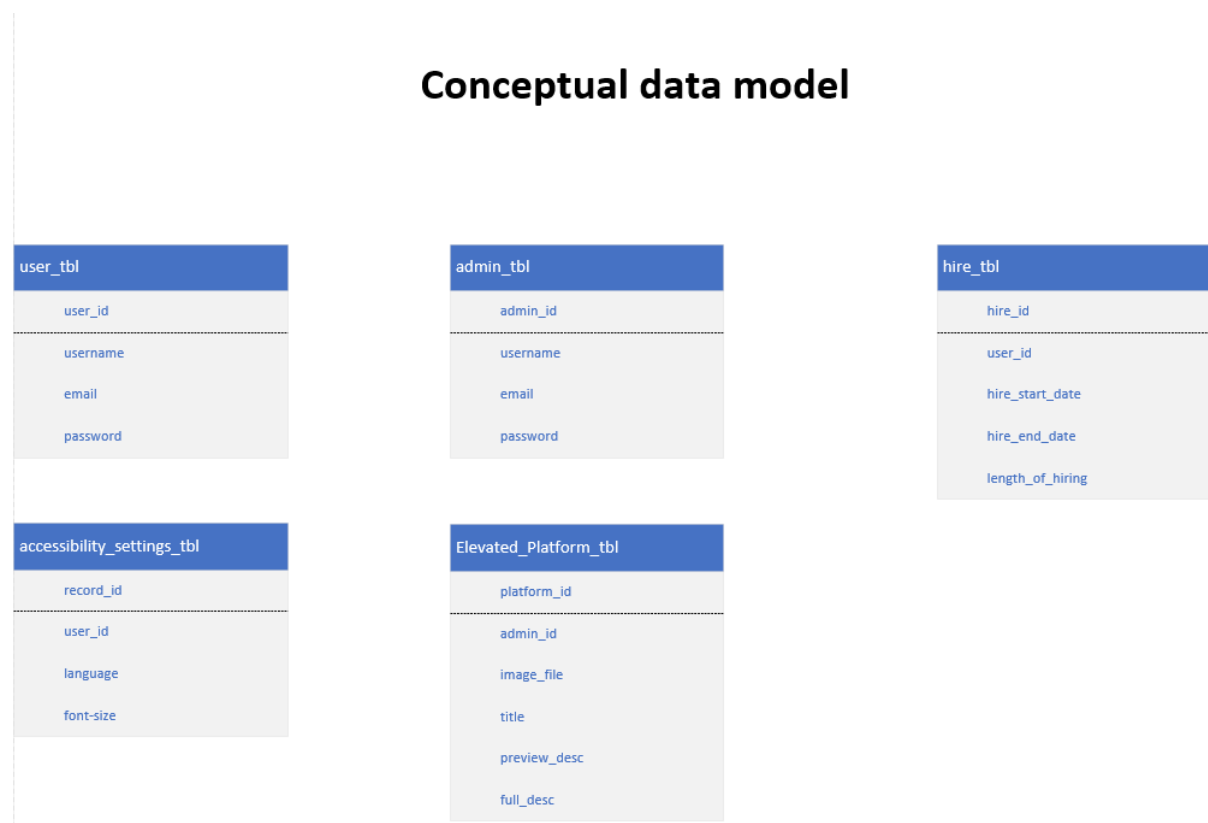 Conceptual data model
user_tbl
user_id
username
email
password
admin_tbl
admin_id
username
email
password
hire_tbl
hire_id
user_id
hire_start_date
hire_end_date
length_of_hiring
accessibility_settings_tbl
record_id
user_id
language
font-size
Elevated_Platform_tbl
platform_id
admin_id
image_file
title
preview_desc
full_desc